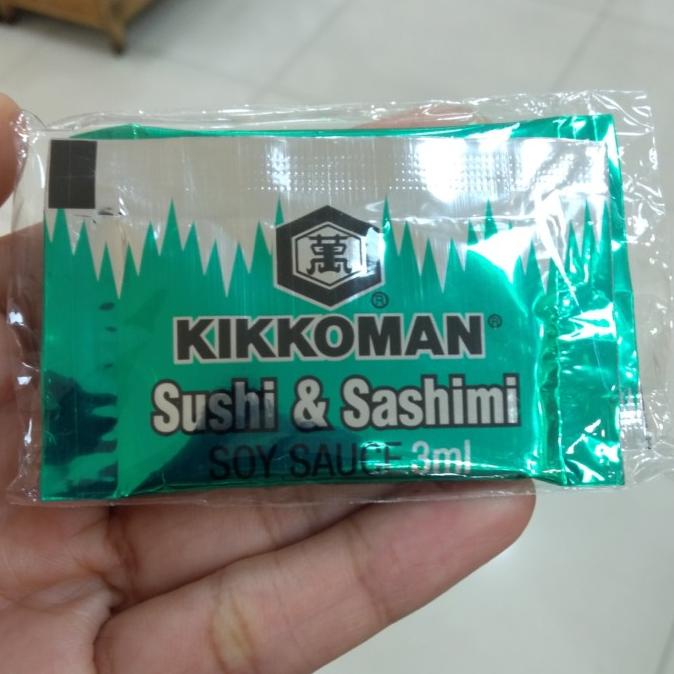 萬
®
KIKKOMAN®
Sushi & Sashimi
SOY SAUCE 3ml